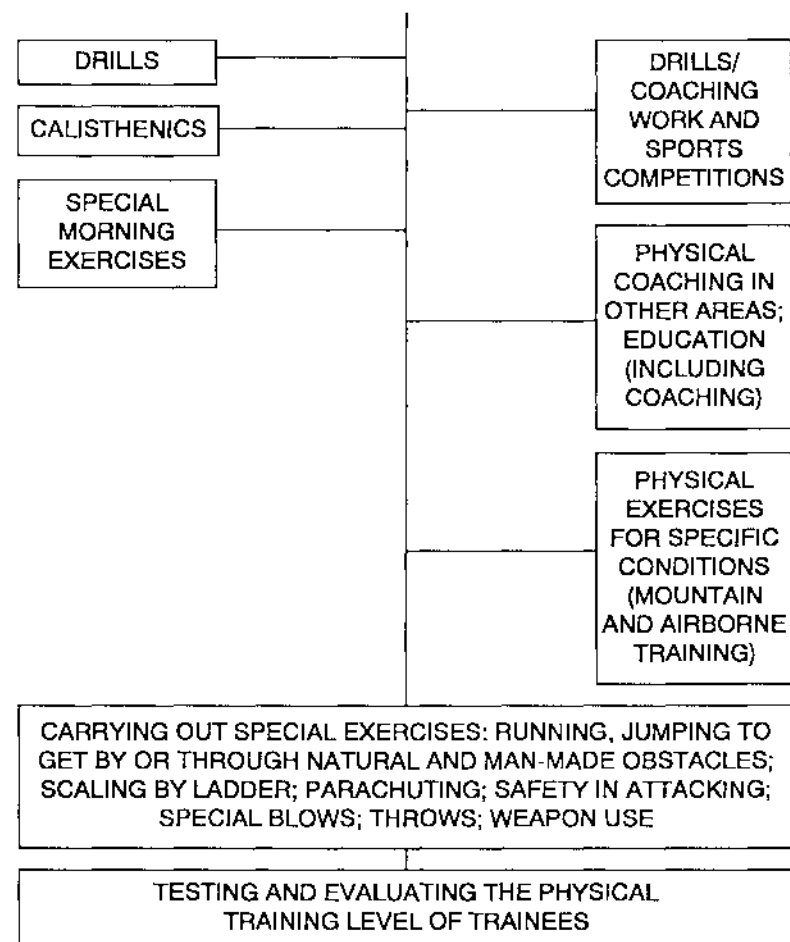 DRILLS
CALISTHENICS
SPECIAL
MORNING
EXERCISES
DRILLS/
COACHING
WORK AND
SPORTS
COMPETITIONS
PHYSICAL
COACHING IN
OTHER AREAS;
EDUCATION
(INCLUDING
COACHING)
PHYSICAL
EXERCISES
FOR SPECIFIC
CONDITIONS
(MOUNTAIN
AND AIRBORNE
TRAINING)
CARRYING OUT SPECIAL EXERCISES: RUNNING, JUMPING TO
GET BY OR THROUGH NATURAL AND MAN-MADE OBSTACLES;
SCALING BY LADDER; PARACHUTING; SAFETY IN ATTACKING;
SPECIAL BLOWS; THROWS; WEAPON USE
TESTING AND EVALUATING THE PHYSICAL
TRAINING LEVEL OF TRAINEES